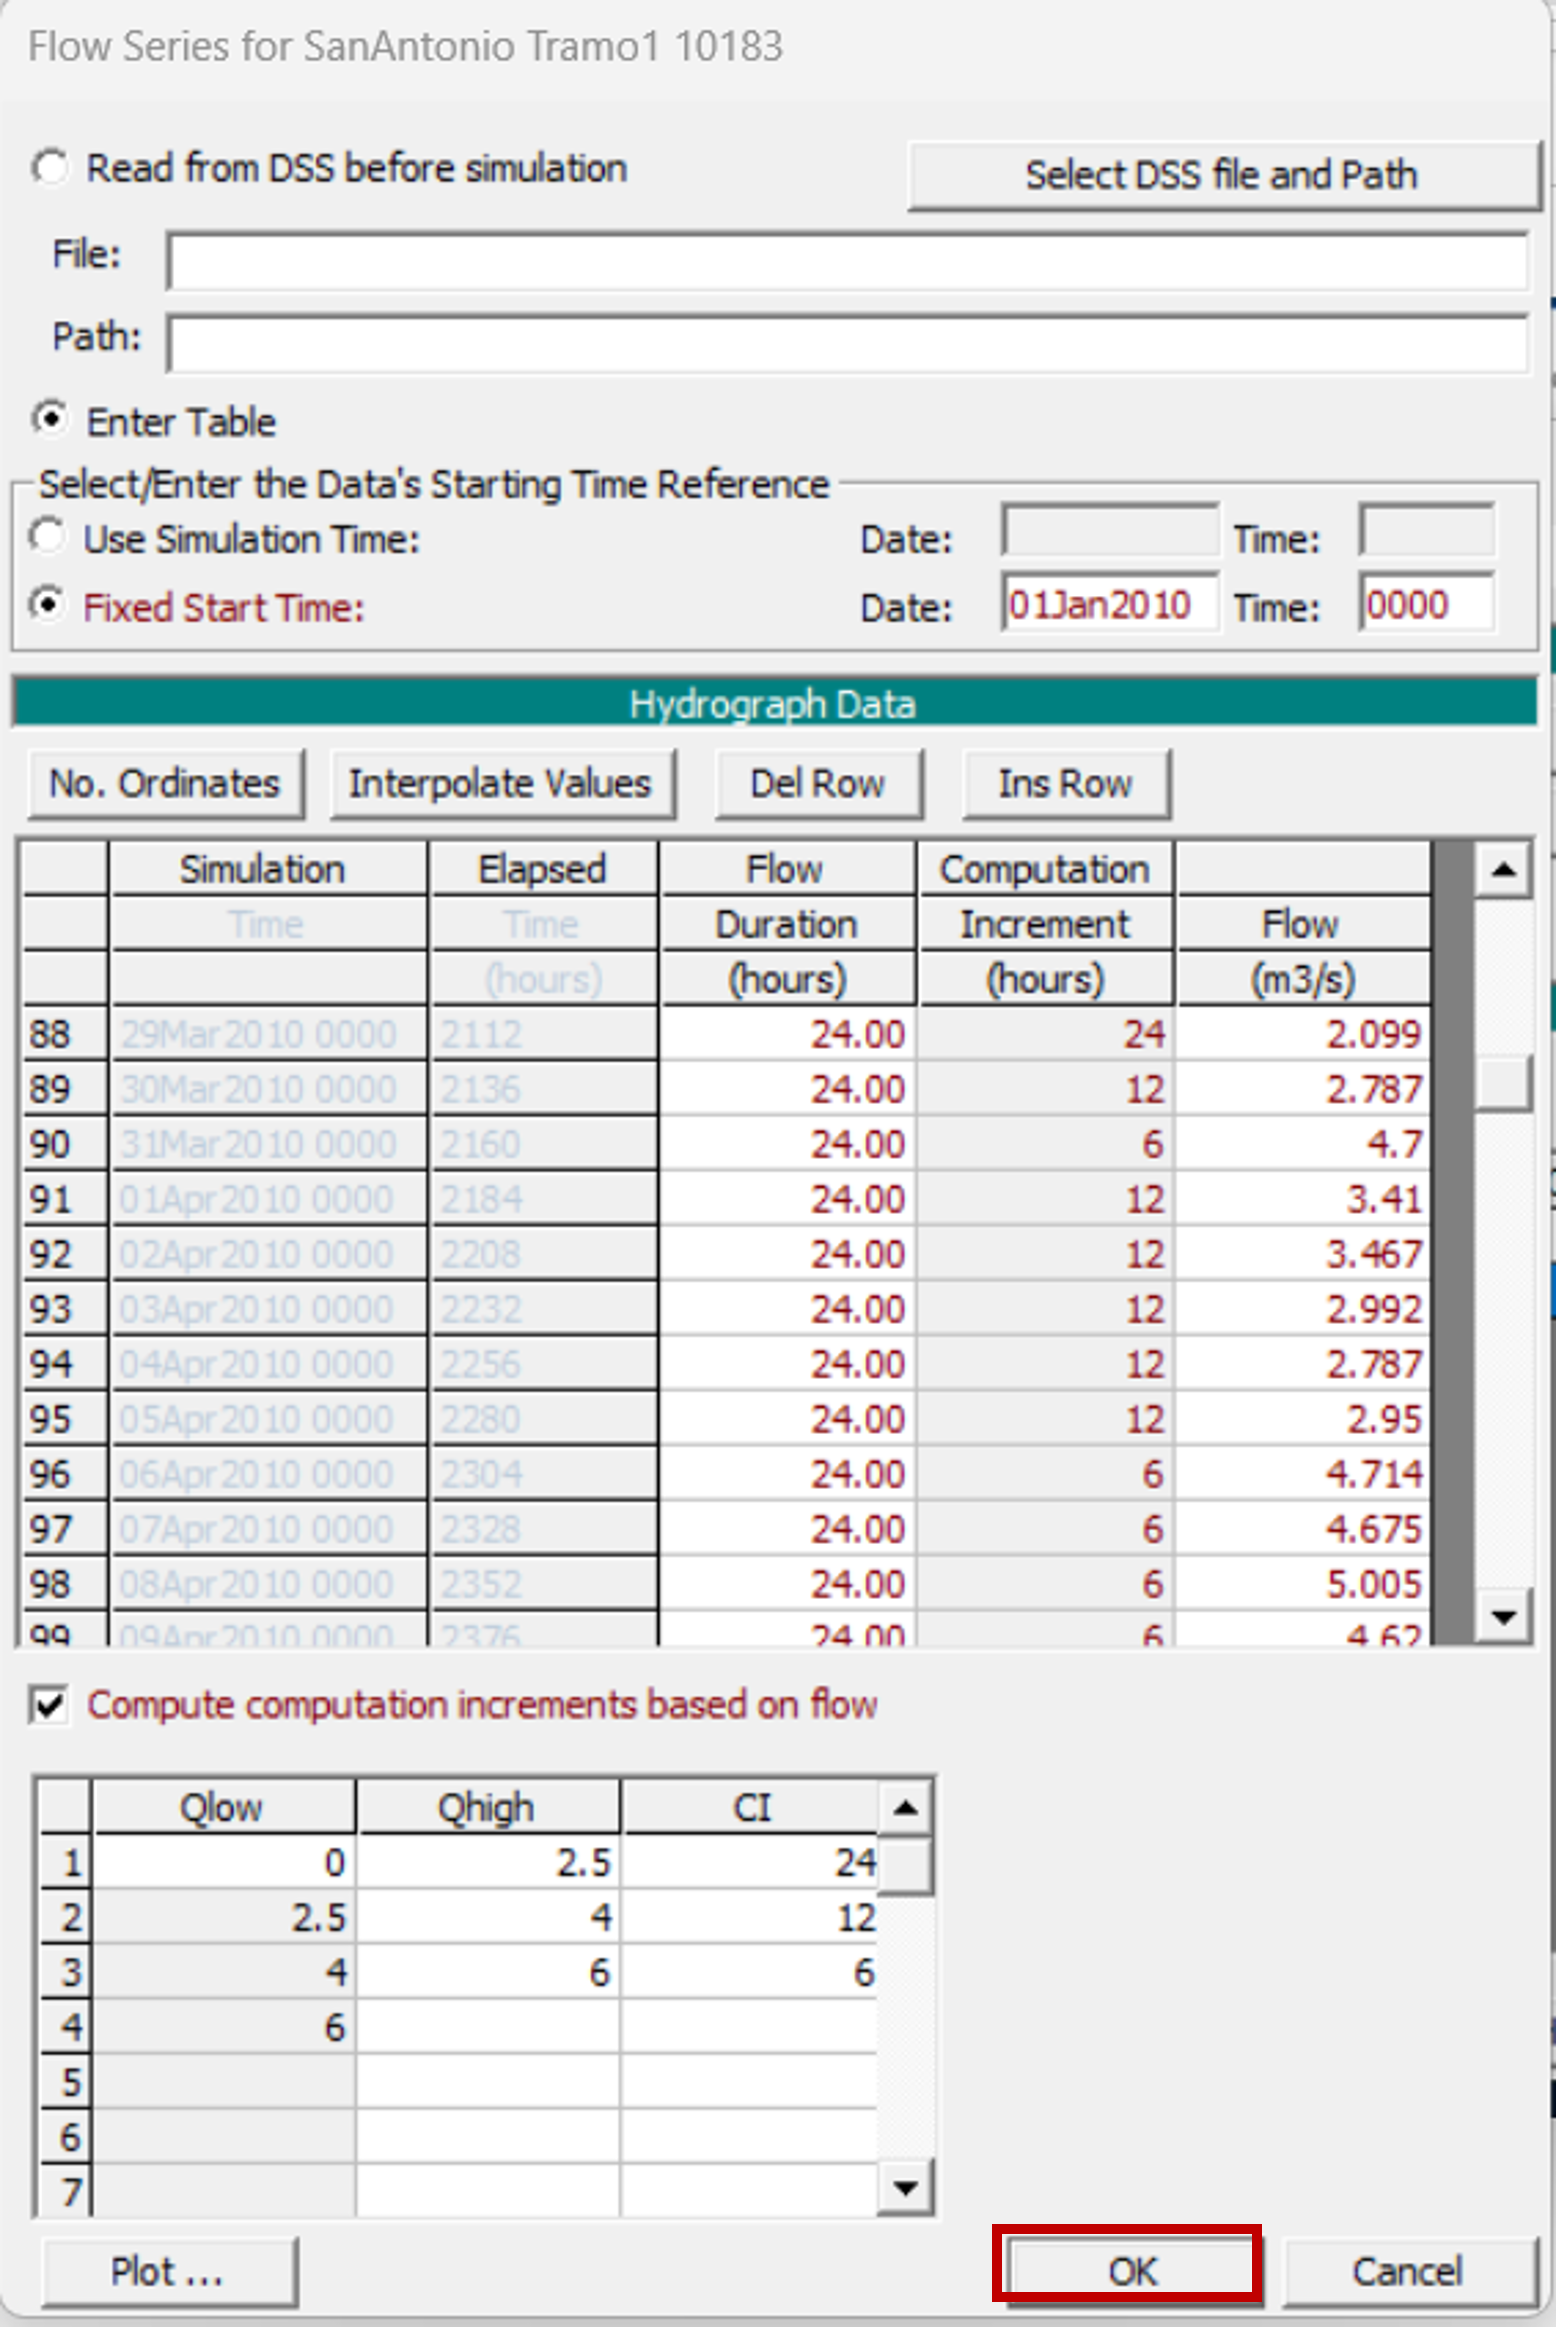 Flow Series for SanAntonio Tramo1 10183
Read from DSS before simulation Select DSS file and Path
File:
Path:
Enter Table
Select/Enter the Data's Starting Time Reference
Use Simulation Time: Date: Time:
Fixed Start Time: Date: 01Jan2010 Time: 0000
Hydrograph Data
No. Ordinates Interpolate Values Del Row Ins Row
Simulation Elapsed Flow Computation
Time Time Duration Increment Flow
(hours) (hours) (hours) (m3/s)
88 29Mar2010 0000 2112 24.00 24 2.099
89 30Mar2010 0000 2136 24.00 12 2.787
90 31Mar2010 0000 2160 24.00 6 4.7
91 01Apr2010 0000 2184 24.00 12 3.41
92 02Apr2010 0000 2208 24.00 12 3.467
93 03Apr2010 0000 2232 24.00 12 2.992
94 04Apr2010 0000 2256 24.00 12 2.787
95 05Apr2010 0000 2280 24.00 12 2.95
96 06Apr2010 0000 2304 24.00 6 4.714
97 07Apr2010 0000 2328 24.00 6 4.675
98 08Apr2010 0000 2352 24.00 6 5.005
99 09Apr2010 0000 2376 24.00 6 4.62
Compute computation increments based on flow
Qlow Qhigh CI
1 0 2.5 24
2 2.5 4 12
3 4 6 6
4 6
5
6
7
Plot ... OK Cancel